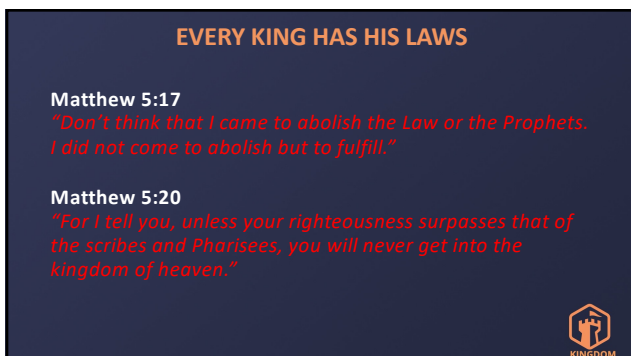 EVERY KING HAS HIS LAWS
Matthew 5:17
“Don’t think that I came to abolish the Law or the Prophets.
I did not come to abolish but to fulfill.”
Matthew 5:20
“For I tell you, unless your righteousness surpasses that of
the scribes and Pharisees, you will never get into the
kingdom of heaven.”
KINGDOM